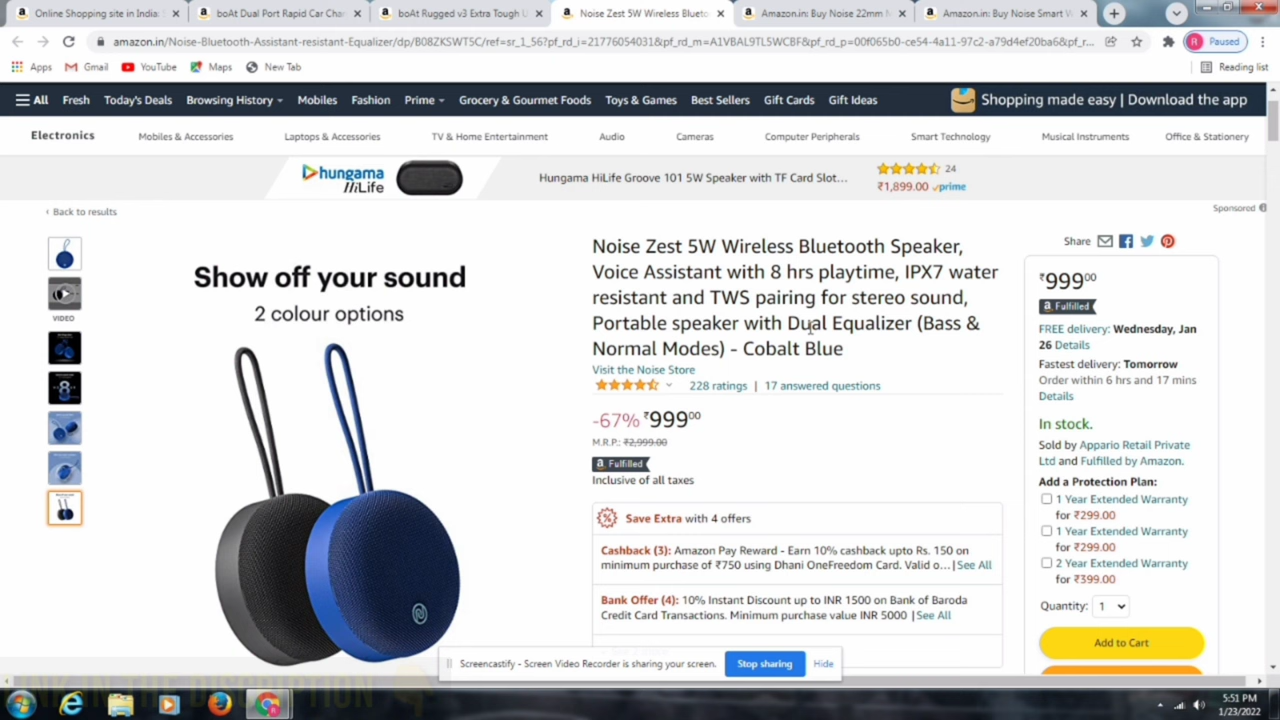 Online Shopping site in India:
boAt Dual Port Rapid Car Char
boAt Rugged v3 Extra Tough U
Noise Zest 5W Wireless Blueto
Amazon.in: Buy Noise 22mm
Amazon.in: Buy Noise Smart
amazon.in/Noise-Bluetooth-Assistant-resistant-Equalizer/dp/B08ZKSWT5C/ref=
R Paused
Apps Gmail YouTube Maps New Tab Reading list
All Fresh Today's Deals Browsing History Mobiles Fashion Prime Grocery & Gourmet Foods Toys & Games Best Sellers Gift Cards Gift Ideas Shopping made easy | Download the app
Electronics Mobiles & Accessories Laptops & Accessories TV & Home Entertainment Audio Cameras Computer Peripherals Smart Technology Musical Instruments Office & Stationery
hungama HiLife
Hungama HiLife Groove 101 5W Speaker with TF Card Slot...
24
₹1,899.00 prime
‹ Back to results
Sponsored
VIDEO
8
Show off your sound
2 colour options
Noise Zest 5W Wireless Bluetooth Speaker,
Voice Assistant with 8 hrs playtime, IPX7 water
resistant and TWS pairing for stereo sound,
Portable speaker with Dual Equalizer (Bass &
Normal Modes) - Cobalt Blue
Visit the Noise Store
228 ratings | 17 answered questions
-67% ₹99900
M.R.P.: ₹2,999.00
a Fulfilled
Inclusive of all taxes
Save Extra with 4 offers
Cashback (3): Amazon Pay Reward - Earn 10% cashback upto Rs. 150 on
minimum purchase of ₹750 using Dhani OneFreedom Card. Valid o... | See All
Bank Offer (4): 10% Instant Discount up to INR 1500 on Bank of Baroda
Credit Card Transactions. Minimum purchase value INR 5000 | See All
Share
₹99900
a Fulfilled
FREE delivery: Wednesday, Jan
26 Details
Fastest delivery: Tomorrow
Order within 6 hrs and 17 mins
Details
In stock.
Sold by Appario Retail Private
Ltd and Fulfilled by Amazon.
Add a Protection Plan:
1 Year Extended Warranty
for ₹299.00
1 Year Extended Warranty
for ₹299.00
2 Year Extended Warranty
for ₹399.00
Quantity: 1
Add to Cart
Screencastify - Screen Video Recorder is sharing your screen. Stop sharing Hide
DESCRIPTION
5:51 PM
1/23/2022